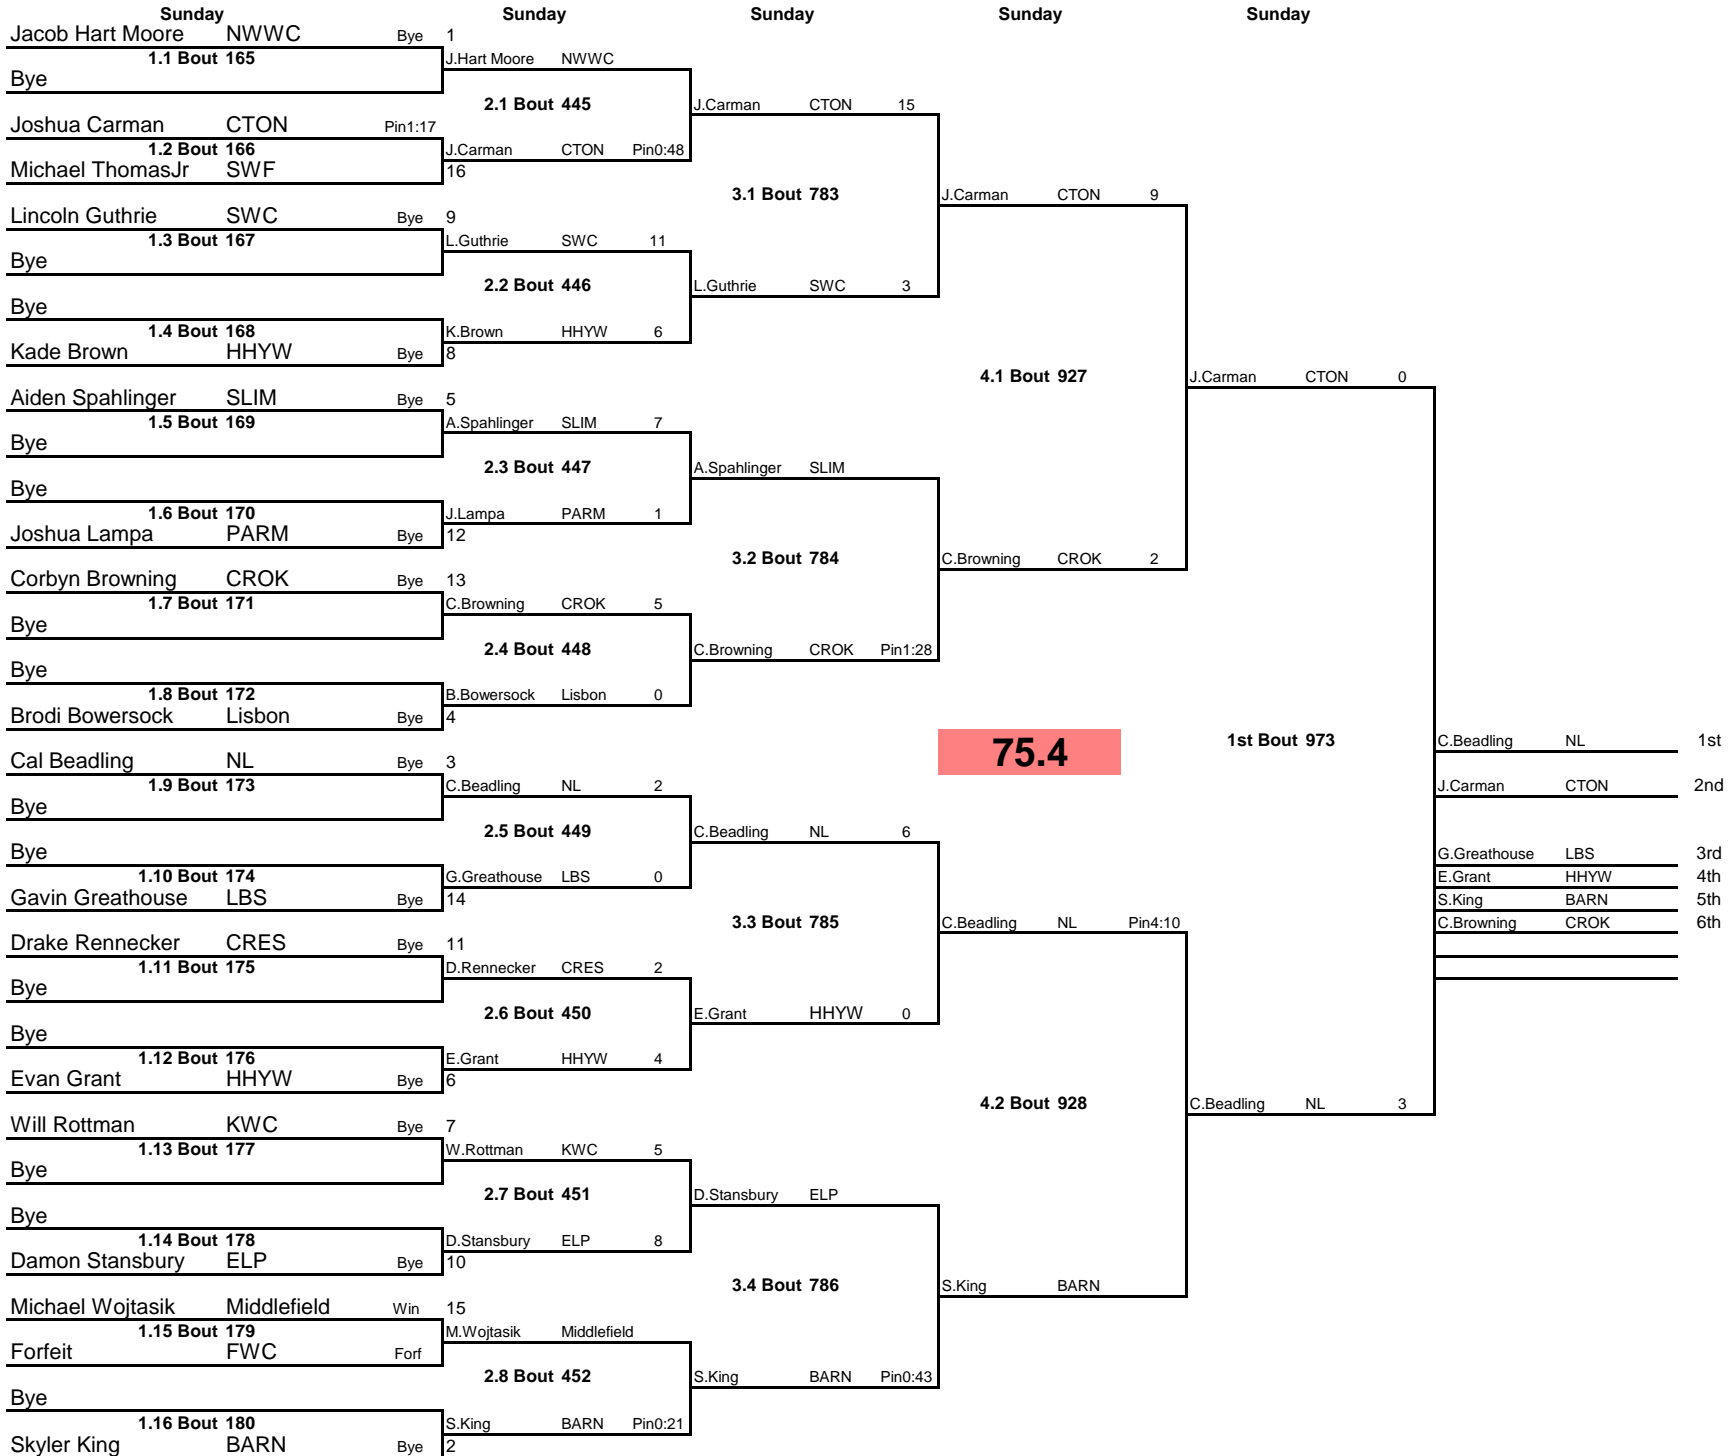 Sunday Sunday Sunday Sunday Sunday
Jacob Hart Moore NWWC Bye 1
1.1 Bout 165 J.Hart Moore NWWC
Bye
2.1 Bout 445 J.Carman CTON 15
Joshua Carman CTON Pin1:17
1.2 Bout 166 J.Carman CTON Pin0:48
Michael ThomasJr SWF 16
3.1 Bout 783 J.Carman CTON 9
Lincoln Guthrie SWC Bye 9
1.3 Bout 167 L.Guthrie SWC 11
Bye
2.2 Bout 446 L.Guthrie SWC 3
Bye
1.4 Bout 168 K.Brown HHYW 6
Kade Brown HHYW Bye 8
4.1 Bout 927 J.Carman CTON 0
Aiden Spahlinger SLIM Bye 5
1.5 Bout 169 A.Spahlinger SLIM 7
Bye
2.3 Bout 447 A.Spahlinger SLIM
Bye
1.6 Bout 170 J.Lampa PARM 1
Joshua Lampa PARM Bye 12
3.2 Bout 784 C.Browning CROK 2
Corbyn Browning CROK Bye 13
1.7 Bout 171 C.Browning CROK 5
Bye
2.4 Bout 448 C.Browning CROK Pin1:28
Bye
1.8 Bout 172 B.Bowersock Lisbon 0
Brodi Bowersock Lisbon Bye 4
75.4 1st Bout 973 C.Beadling NL 1st
Cal Beadling NL Bye 3
1.9 Bout 173 C.Beadling NL 2 J.Carman CTON 2nd
Bye
2.5 Bout 449 C.Beadling NL 6
Bye G.Greathouse LBS 3rd
1.10 Bout 174 G.Greathouse LBS 0 E.Grant HHYW 4th
Gavin Greathouse LBS Bye 14 S.King BARN 5th
3.3 Bout 785 C.Beadling NL Pin4:10 C.Browning CROK 6th
Drake Rennecker CRES Bye 11
1.11 Bout 175 D.Rennecker CRES 2
Bye
2.6 Bout 450 E.Grant HHYW 0
Bye
1.12 Bout 176 E.Grant HHYW 4
Evan Grant HHYW Bye 6
4.2 Bout 928 C.Beadling NL 3
Will Rottman KWC Bye 7
1.13 Bout 177 W.Rottman KWC 5
Bye
2.7 Bout 451 D.Stansbury ELP
Bye
1.14 Bout 178 D.Stansbury ELP 8
Damon Stansbury ELP Bye 10
3.4 Bout 786 S.King BARN
Michael Wojtasik Middlefield Win 15
1.15 Bout 179 M.Wojtasik Middlefield
Forfeit FWC Forf
2.8 Bout 452 S.King BARN Pin0:43
Bye
1.16 Bout 180 S.King BARN Pin0:21
Skyler King BARN Bye 2